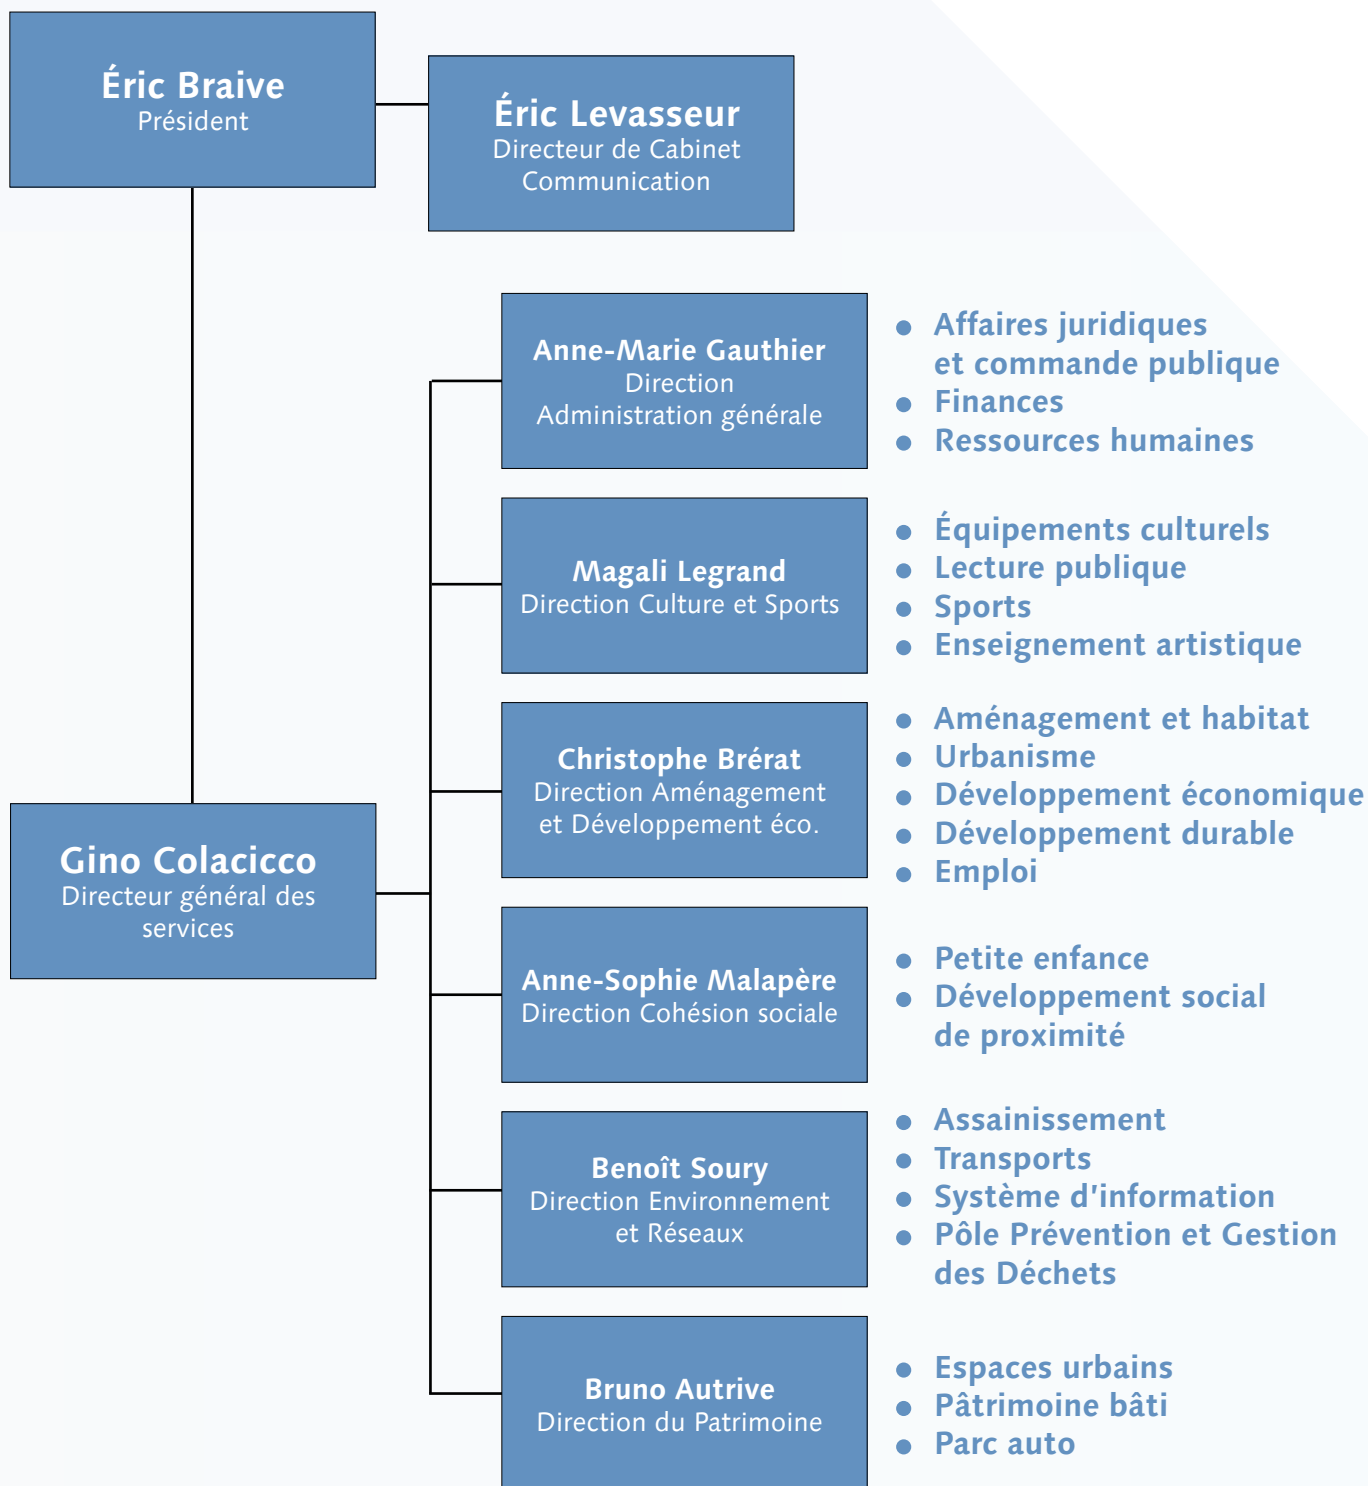 Éric Braive
Président
Éric Levasseur
Directeur de Cabinet
Communication
Anne-Marie Gauthier
Direction
Administration générale
● Affaires juridiques
et commande publique
● Finances
● Ressources humaines
Magali Legrand
Direction Culture et Sports
● Équipements culturels
● Lecture publique
● Sports
● Enseignement artistique
Christophe Brérat
Direction Aménagement
et Développement éco.
● Aménagement et habitat
● Urbanisme
● Développement économique
● Développement durable
● Emploi
Gino Colacicco
Directeur général des
services
Anne-Sophie Malapère
Direction Cohésion sociale
● Petite enfance
● Développement social
de proximité
Benoît Soury
Direction Environnement
et Réseaux
● Assainissement
● Transports
● Système d'information
● Pôle Prévention et Gestion
des Déchets
Bruno Autrive
Direction du Patrimoine
● Espaces urbains
● Pâtrimoine bâti
● Parc auto